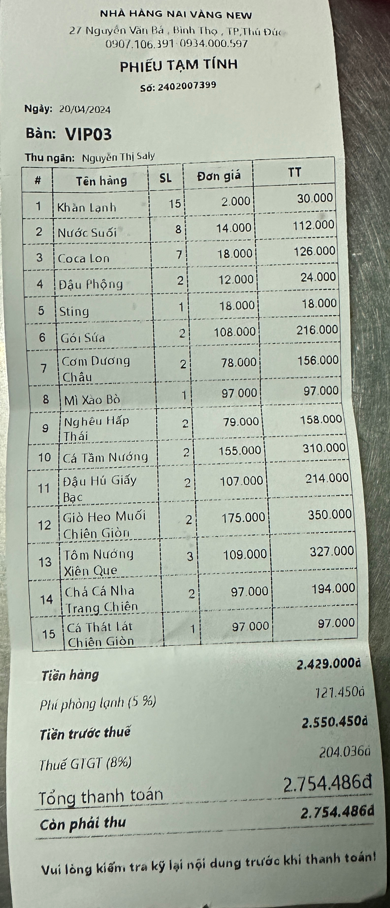 NHÀ HÀNG NAI VÀNG NEW
27 Nguyễn Văn Bá , Bình Thọ , TP,Thủ Đức
0907.106.391-0934.000.597
PHIẾU TẠM TÍNH
Số: 2402007399
Ngày: 20/04/2024
Bàn: VIP03
Thu ngân: Nguyễn Thị Saly
# Tên hàng SL Đơn giá TT
1 Khăn Lạnh 15 2.000 30.000
2 Nước Suối 8 14.000 112.000
3 Coca Lon 7 18.000 126.000
4 Đậu Phộng 2 12.000 24.000
5 Sting 1 18.000 18.000
6 Gỏi Sứa 2 108.000 216.000
7 Cơm Dương Châu 2 78.000 156.000
8 Mì Xào Bò 1 97.000 97.000
9 Nghêu Hấp Thái 2 79.000 158.000
10 Cá Tầm Nướng 2 155.000 310.000
11 Đậu Hủ Giấy Bạc 2 107.000 214.000
12 Giò Heo Muối Chiên Giòn 2 175.000 350.000
13 Tôm Nướng Xiên Que 3 109.000 327.000
14 Chả Cá Nha Trang Chiên 2 97.000 194.000
15 Cá Thát Lát Chiên Giòn 1 97.000 97.000
Tiền hàng 2.429.000đ
Phí phòng lạnh (5 %) 121.450đ
Tiền trước thuế 2.550.450đ
Thuế GTGT (8%) 204.036đ
Tổng thanh toán 2.754.486đ
Còn phải thu 2.754.486đ
Vui lòng kiểm tra kỹ lại nội dung trước khi thanh toán!